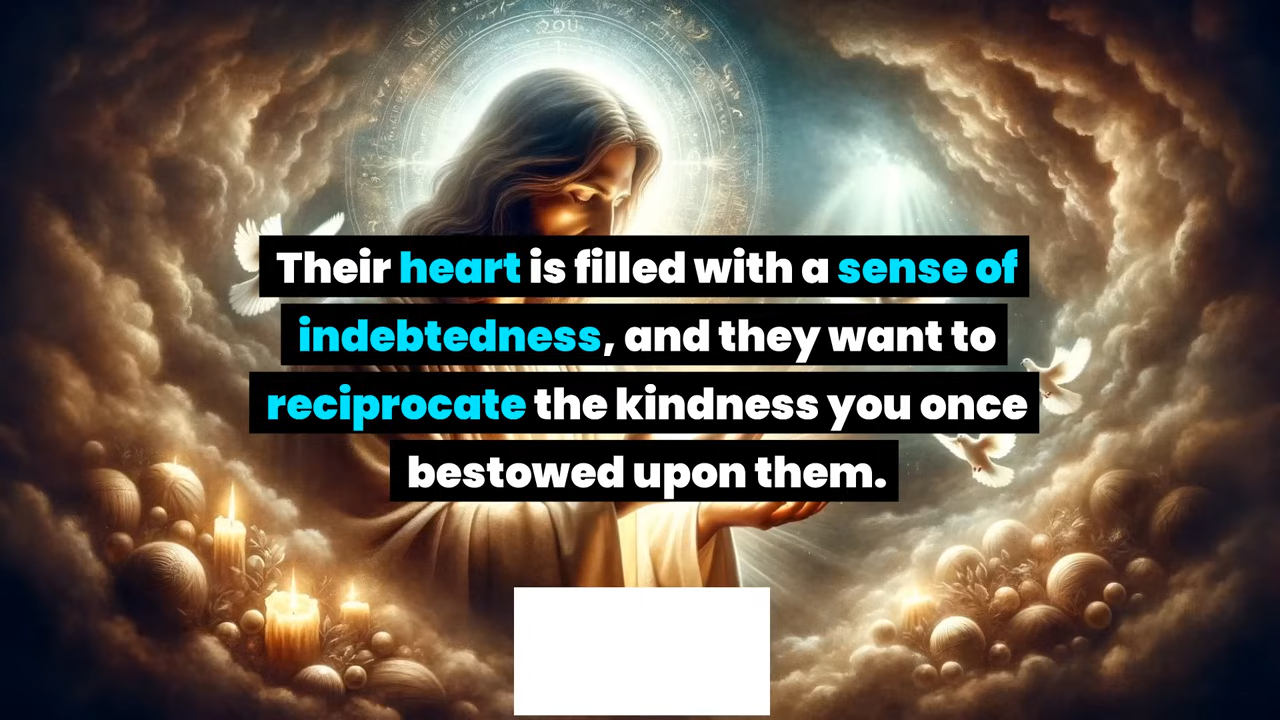 Their heart is filled with a sense of
indebtedness, and they want to
reciprocate the kindness you once
bestowed upon them.